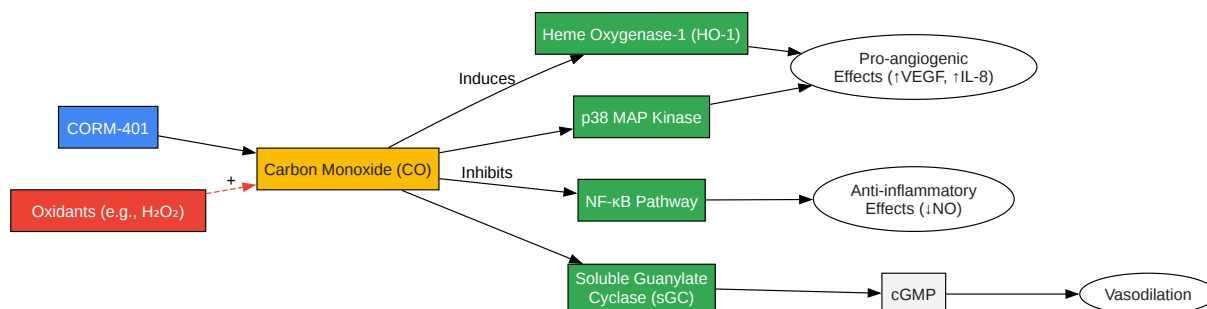 Heme Oxygenase-1 (HO-1)
Pro-angiogenic
Effects (↑VEGF, ↑IL-8)
Induces
CORM-401
p38 MAP Kinase
Carbon Monoxide (CO)
+
Inhibits
Oxidants (e.g., H₂O₂)
NF-κB Pathway
Anti-inflammatory
Effects (↓NO)
Soluble Guanylate
Cyclase (sGC)
cGMP
Vasodilation